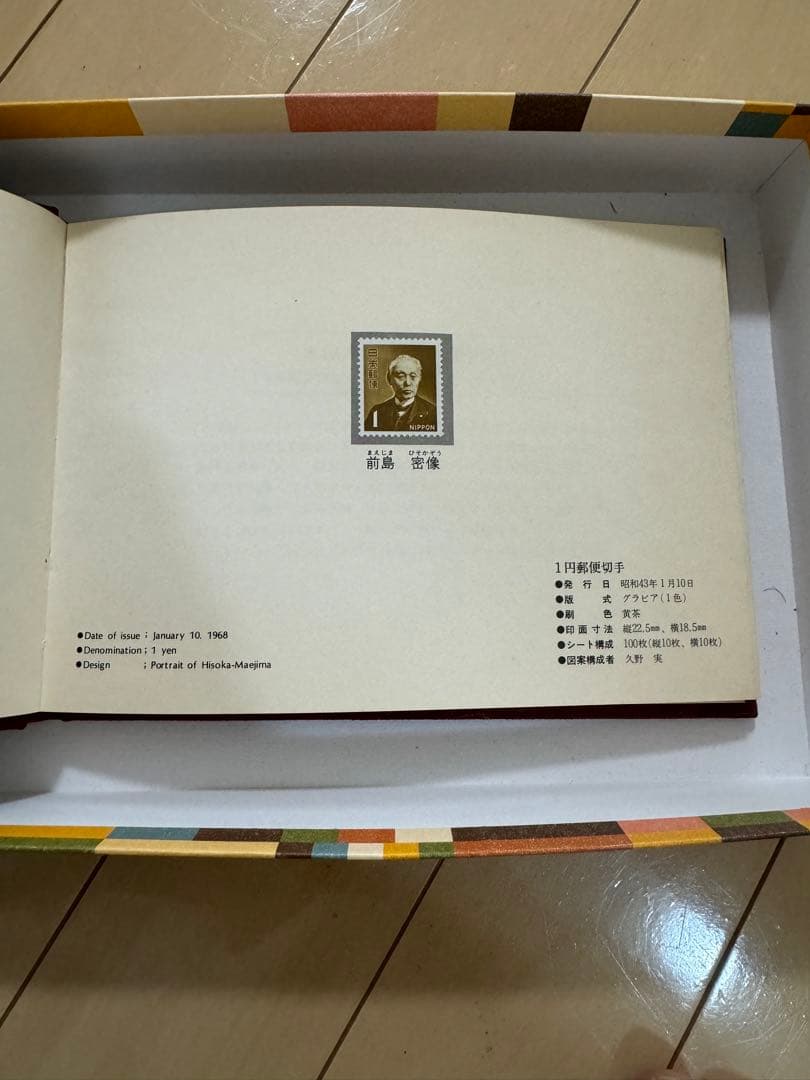 日本郵便
1
NIPPON
まえじま ひそかぞう
前島 密像
●Date of issue ; January 10. 1968
●Denomination ; 1 yen
●Design ; Portrait of Hisoka-Maejima
1円郵便切手
●発行日 昭和43年1月10日
●版式 グラビア(1色)
●刷色 黄茶
●印面寸法 縦22.5㎜、横18.5㎜
●シート構成 100枚(縦10枚、横10枚)
●図案構成者 久野 実